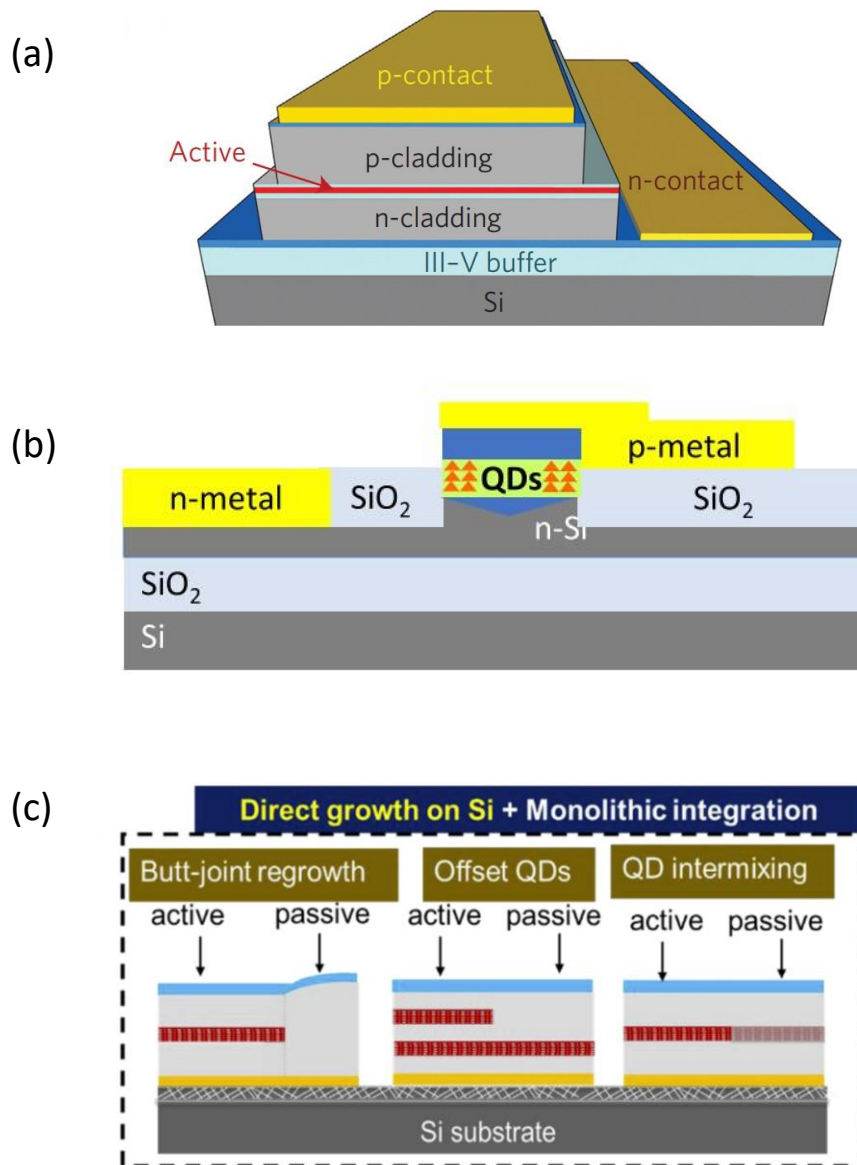 (a)
p-contact
Active
p-cladding
n-contact
n-cladding
III–V buffer
Si
(b)
p-metal
QDs
n-metal
SiO2
SiO2
n-Si
SiO2
Si
(c)
Direct growth on Si + Monolithic integration
Butt-joint regrowth
Offset QDs
QD intermixing
active
passive
active
passive
active
passive
Si substrate